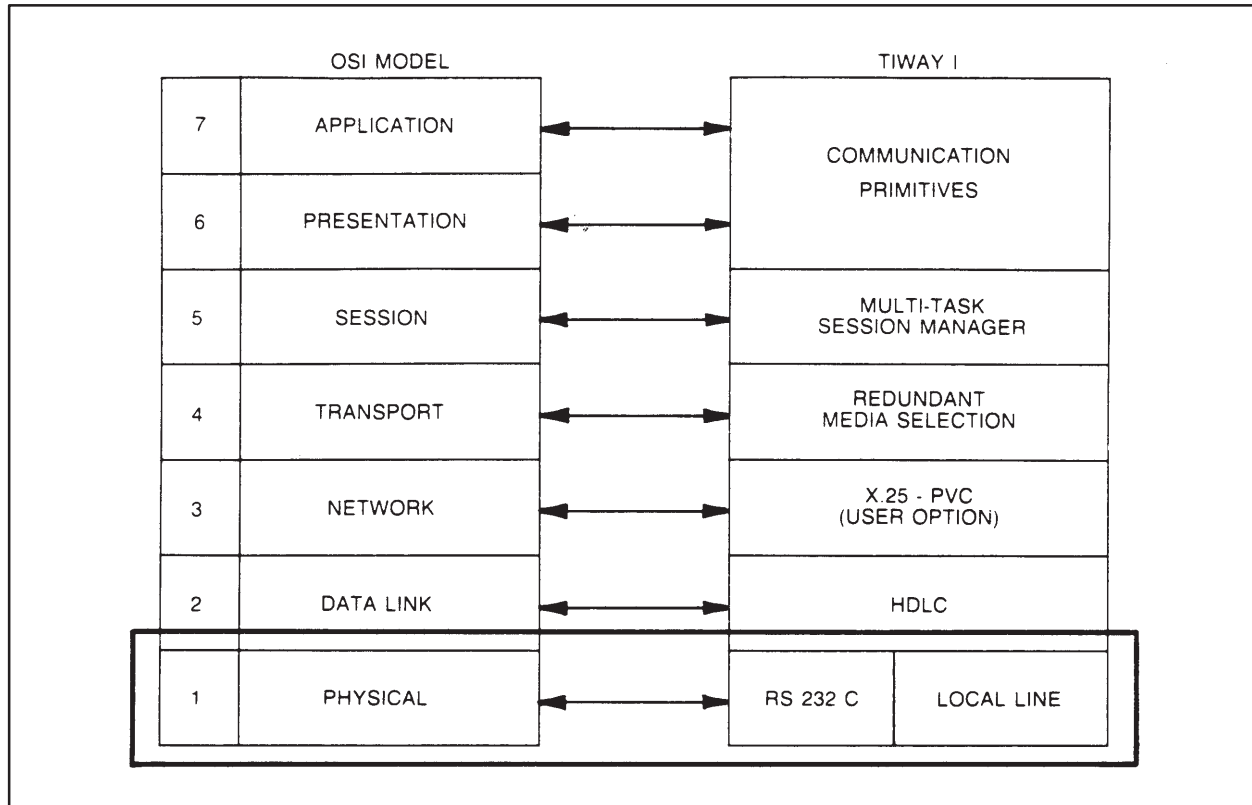 OSI MODEL
TIWAY I
7
APPLICATION
COMMUNICATION
PRIMITIVES
6
PRESENTATION
5
SESSION
MULTI-TASK
SESSION MANAGER
4
TRANSPORT
REDUNDANT
MEDIA SELECTION
3
NETWORK
X.25 - PVC
(USER OPTION)
2
DATA LINK
HDLC
1
PHYSICAL
RS 232 C
LOCAL LINE